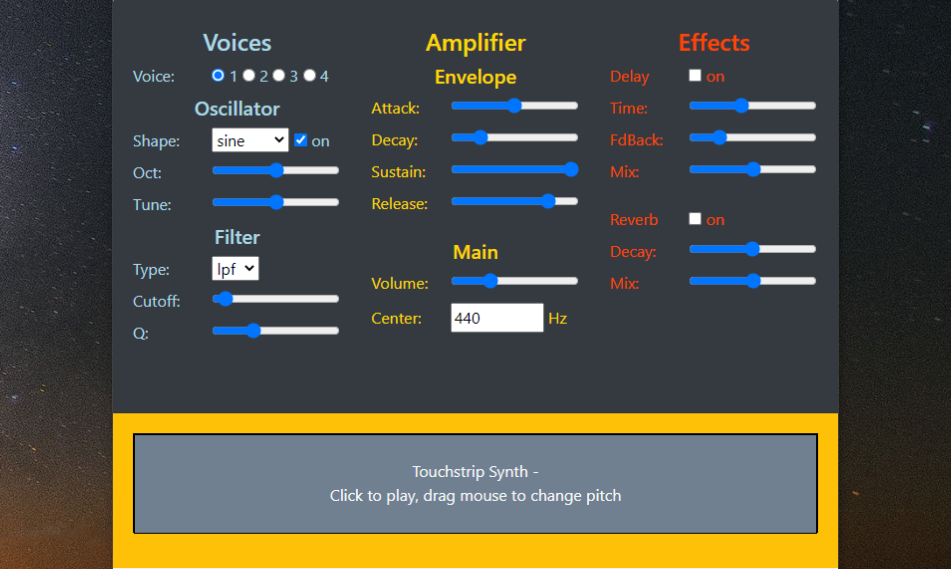 Voices
Voice: 1 2 3 4
Oscillator
Shape: sine on
Oct:
Tune:
Filter
Type: lpf
Cutoff:
Q:
Amplifier
Envelope
Attack:
Decay:
Sustain:
Release:
Main
Volume:
Center: 440 Hz
Effects
Delay on
Time:
FdBack:
Mix:
Reverb on
Decay:
Mix:
Touchstrip Synth -
Click to play, drag mouse to change pitch